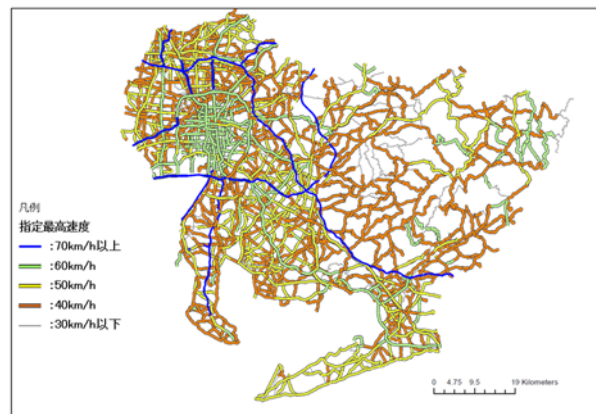 凡例
指定最高速度
:70km/h以上
:60km/h
:50km/h
:40km/h
:30km/h以下
0 4.75 9.5 19 Kilometers